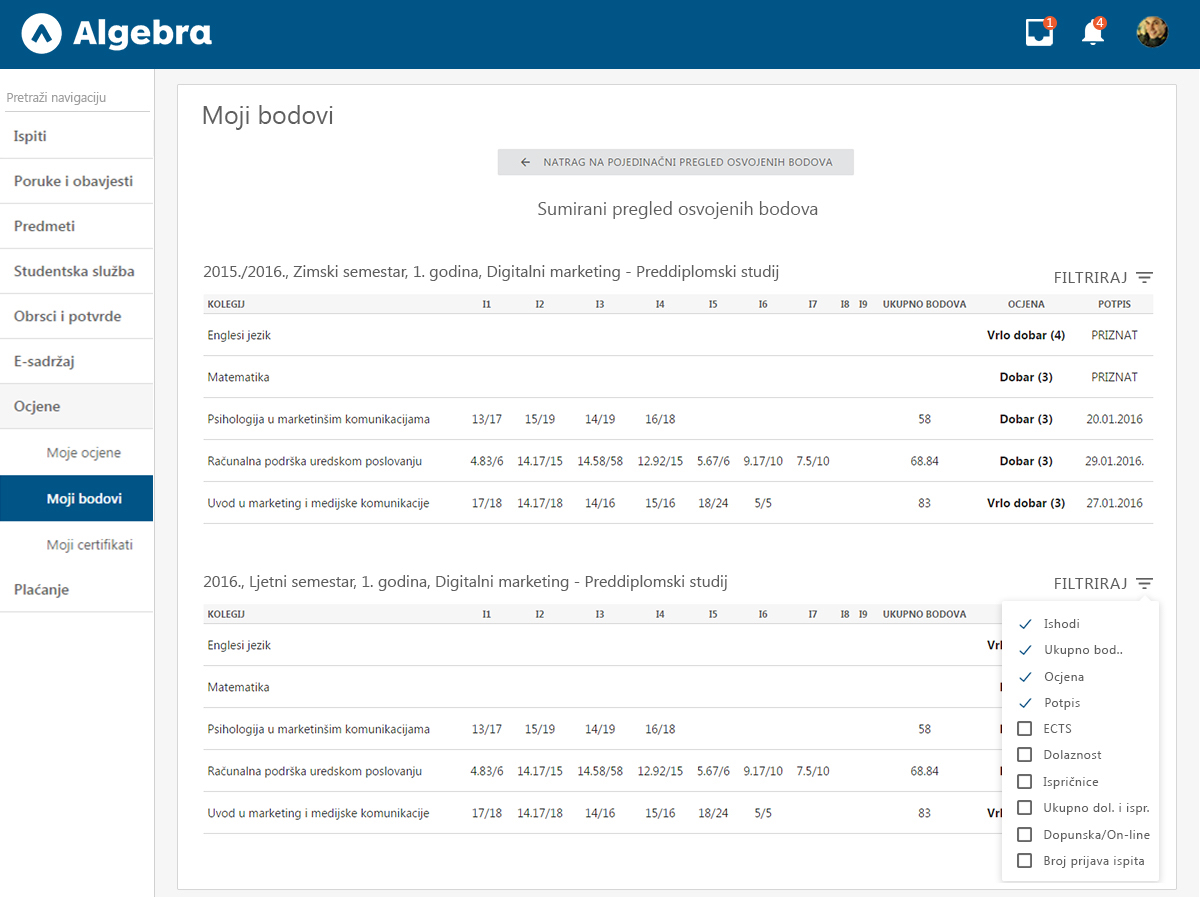 Algebra
1
4
Pretraži navigaciju
Ispiti
Poruke i obavjesti
Predmeti
Studentska služba
Obrsci i potvrde
E-sadržaj
Ocjene
Moje ocjene
Moji bodovi
Moji certifikati
Plaćanje
Moji bodovi
NATRAG NA POJEDINAČNI PREGLED OSVOJENIH BODOVA
Sumirani pregled osvojenih bodova
2015./2016., Zimski semestar, 1. godina, Digitalni marketing - Preddiplomski studij
FILTRIRAJ
KOLEGIJ I1 I2 I3 I4 I5 I6 I7 I8 I9 UKUPNO BODOVA OCJENA POTPIS
Englesi jezik Vrlo dobar (4) PRIZNAT
Matematika Dobar (3) PRIZNAT
Psihologija u marketinšim komunikacijama 13/17 15/19 14/19 16/18 58 Dobar (3) 20.01.2016
Računalna podrška uredskom poslovanju 4.83/6 14.17/15 14.58/58 12.92/15 5.67/6 9.17/10 7.5/10 68.84 Dobar (3) 29.01.2016.
Uvod u marketing i medijske komunikacije 17/18 14.17/18 14/16 15/16 18/24 5/5 83 Vrlo dobar (3) 27.01.2016
2016., Ljetni semestar, 1. godina, Digitalni marketing - Preddiplomski studij
FILTRIRAJ
KOLEGIJ I1 I2 I3 I4 I5 I6 I7 I8 I9 UKUPNO BODOVA
Englesi jezik
Matematika
Psihologija u marketinšim komunikacijama 13/17 15/19 14/19 16/18 58
Računalna podrška uredskom poslovanju 4.83/6 14.17/15 14.58/58 12.92/15 5.67/6 9.17/10 7.5/10 68.84
Uvod u marketing i medijske komunikacije 17/18 14.17/18 14/16 15/16 18/24 5/5 83
Ishodi
Ukupno bod..
Ocjena
Potpis
ECTS
Dolaznost
Ispričnice
Ukupno dol. i ispr.
Dopunska/On-line
Broj prijava ispita